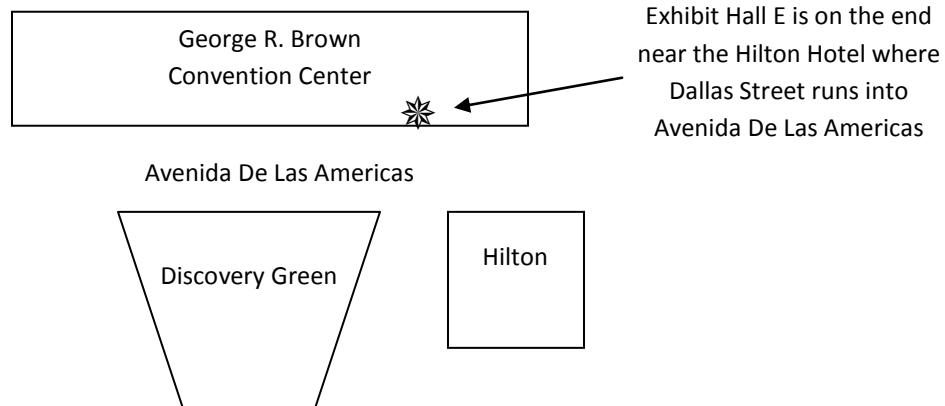 George R. Brown
Convention Center
Exhibit Hall E is on the end
near the Hilton Hotel where
Dallas Street runs into
Avenida De Las Americas
Avenida De Las Americas
Discovery Green
Hilton